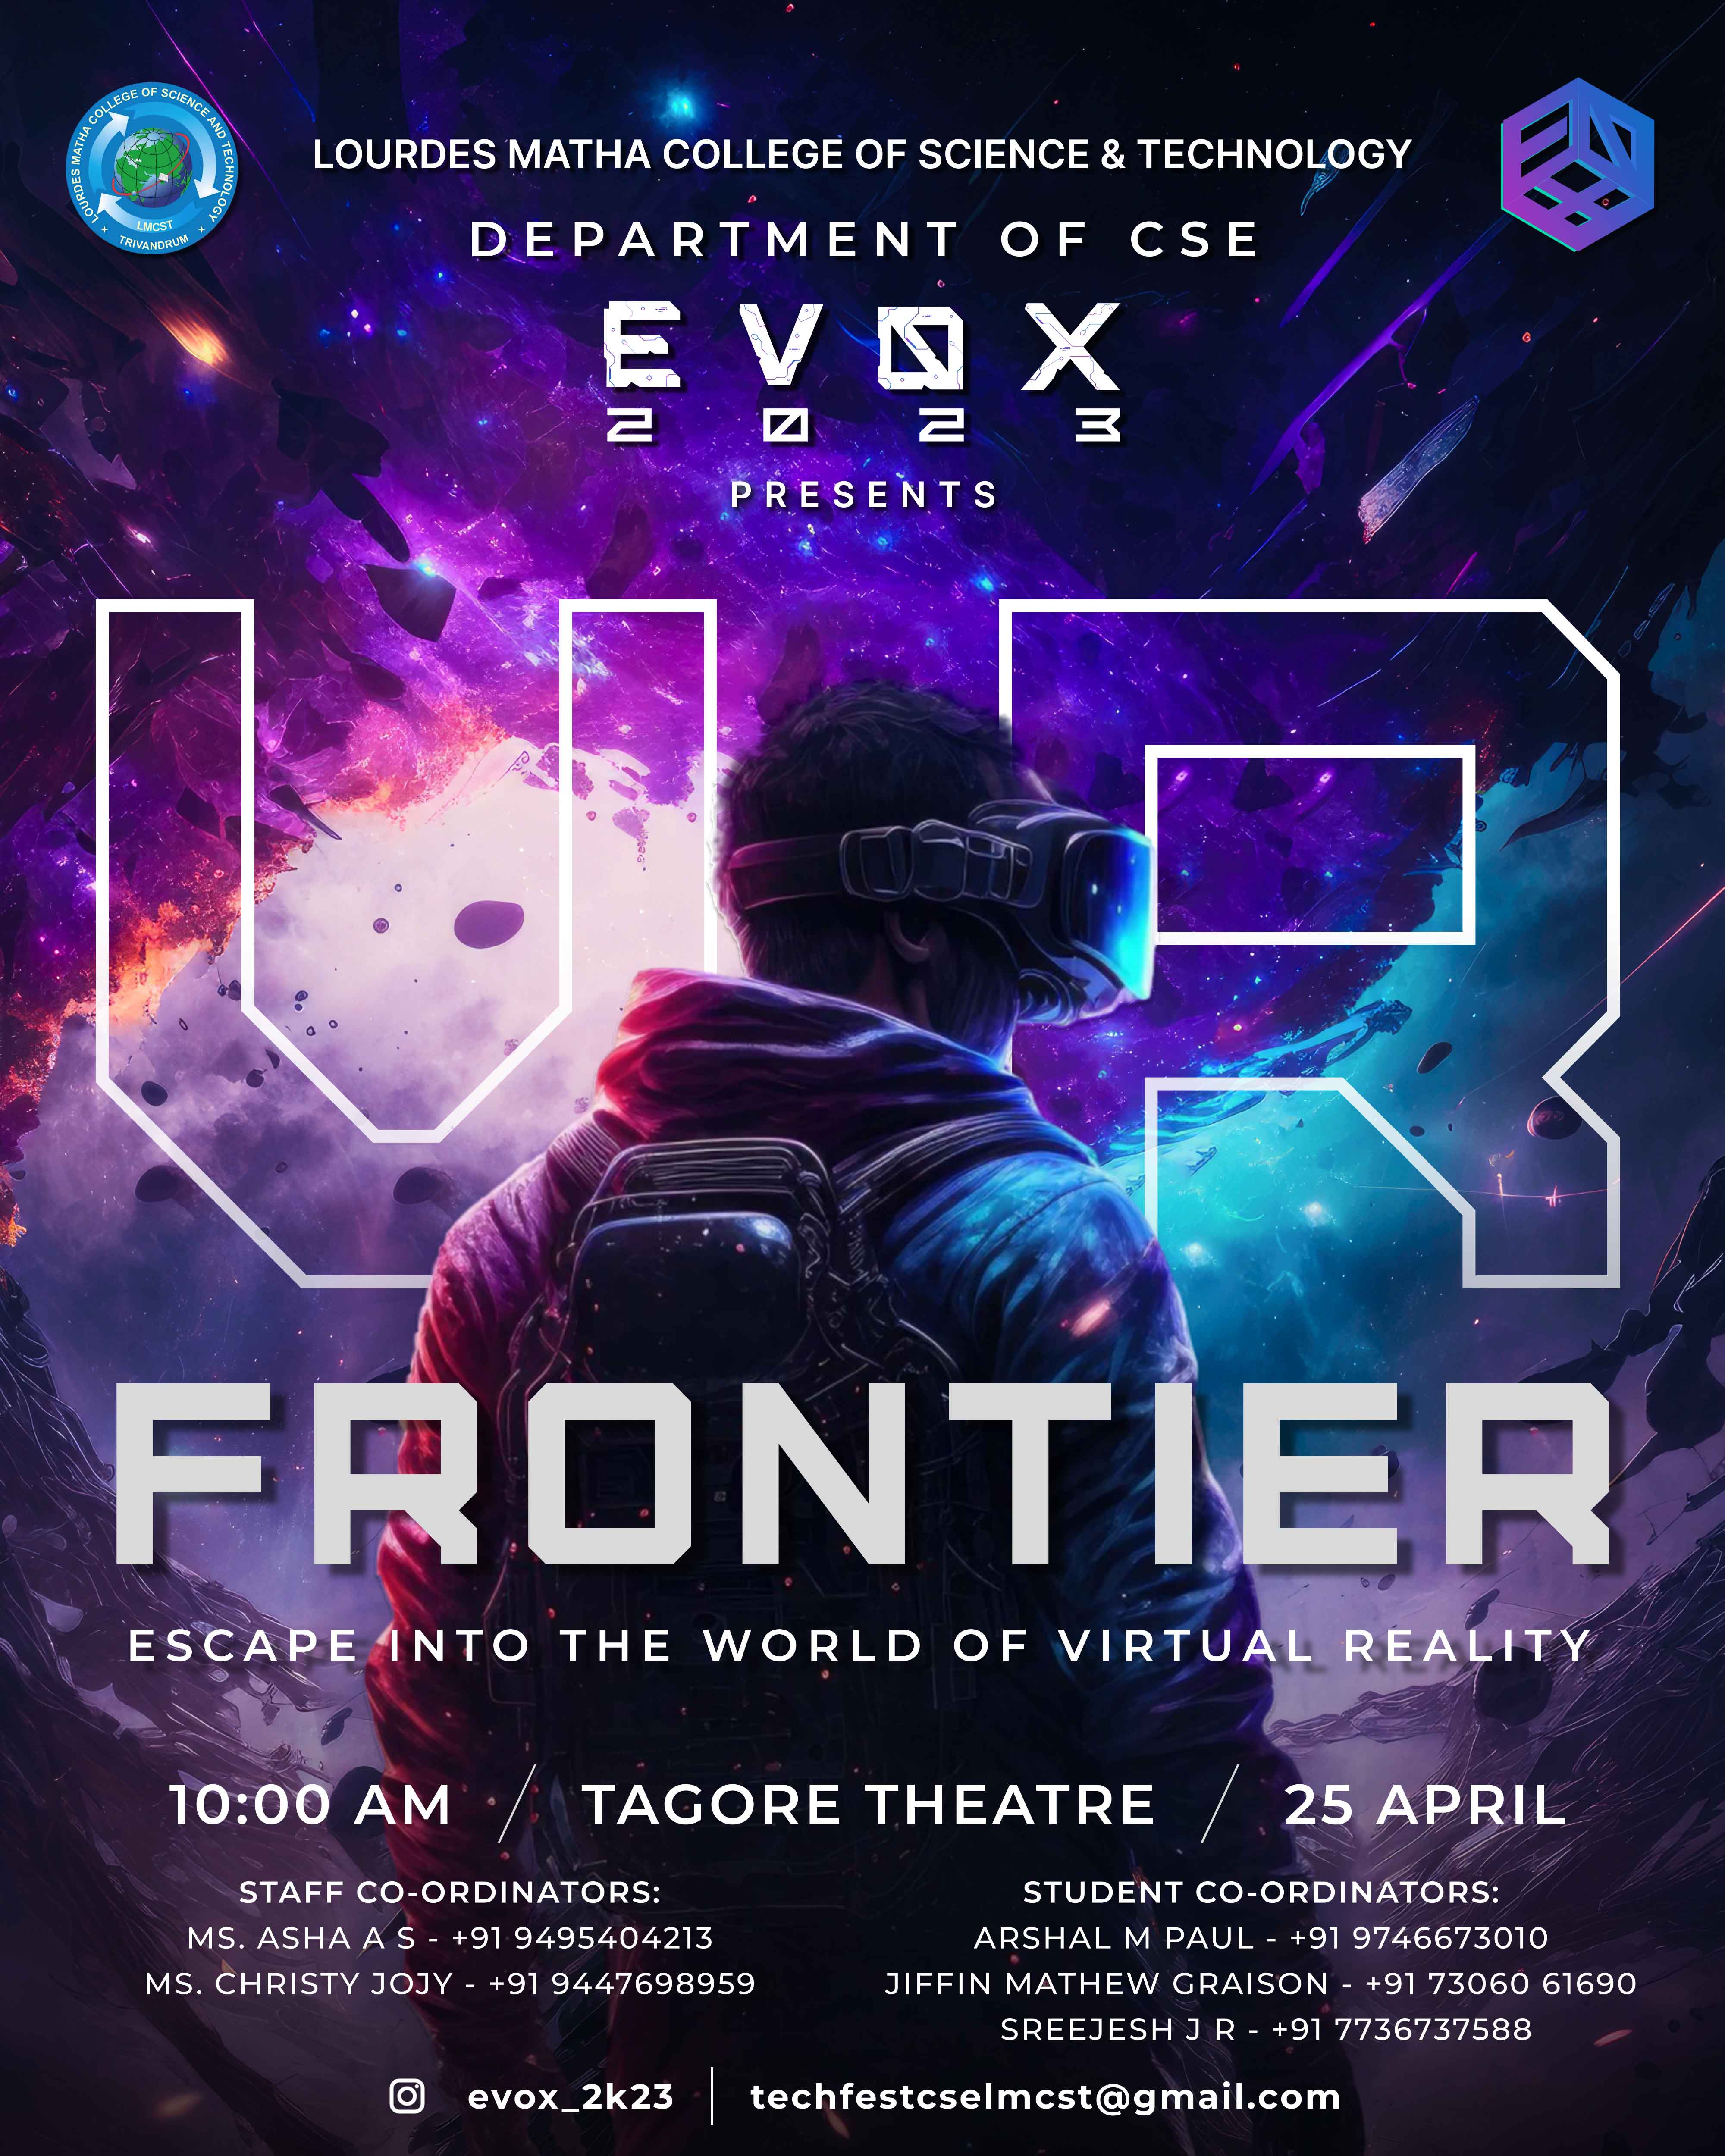 LOURDES MATHA COLLEGE OF SCIENCE AND TECHNOLOGY
LMCST
TRIVANDRUM
LOURDES MATHA COLLEGE OF SCIENCE & TECHNOLOGY
DEPARTMENT OF CSE
EVOX
2023
PRESENTS
VR
FRONTIER
ESCAPE INTO THE WORLD OF VIRTUAL REALITY
10:00 AM / TAGORE THEATRE / 25 APRIL
STAFF CO-ORDINATORS:
MS. ASHA A S - +91 9495404213
MS. CHRISTY JOJY - +91 9447698959
STUDENT CO-ORDINATORS:
ARSHAL M PAUL - +91 9746673010
JIFFIN MATHEW GRAISON - +91 73060 61690
SREEJESH J R - +91 7736737588
evox_2k23 | techfestcselmcst@gmail.com